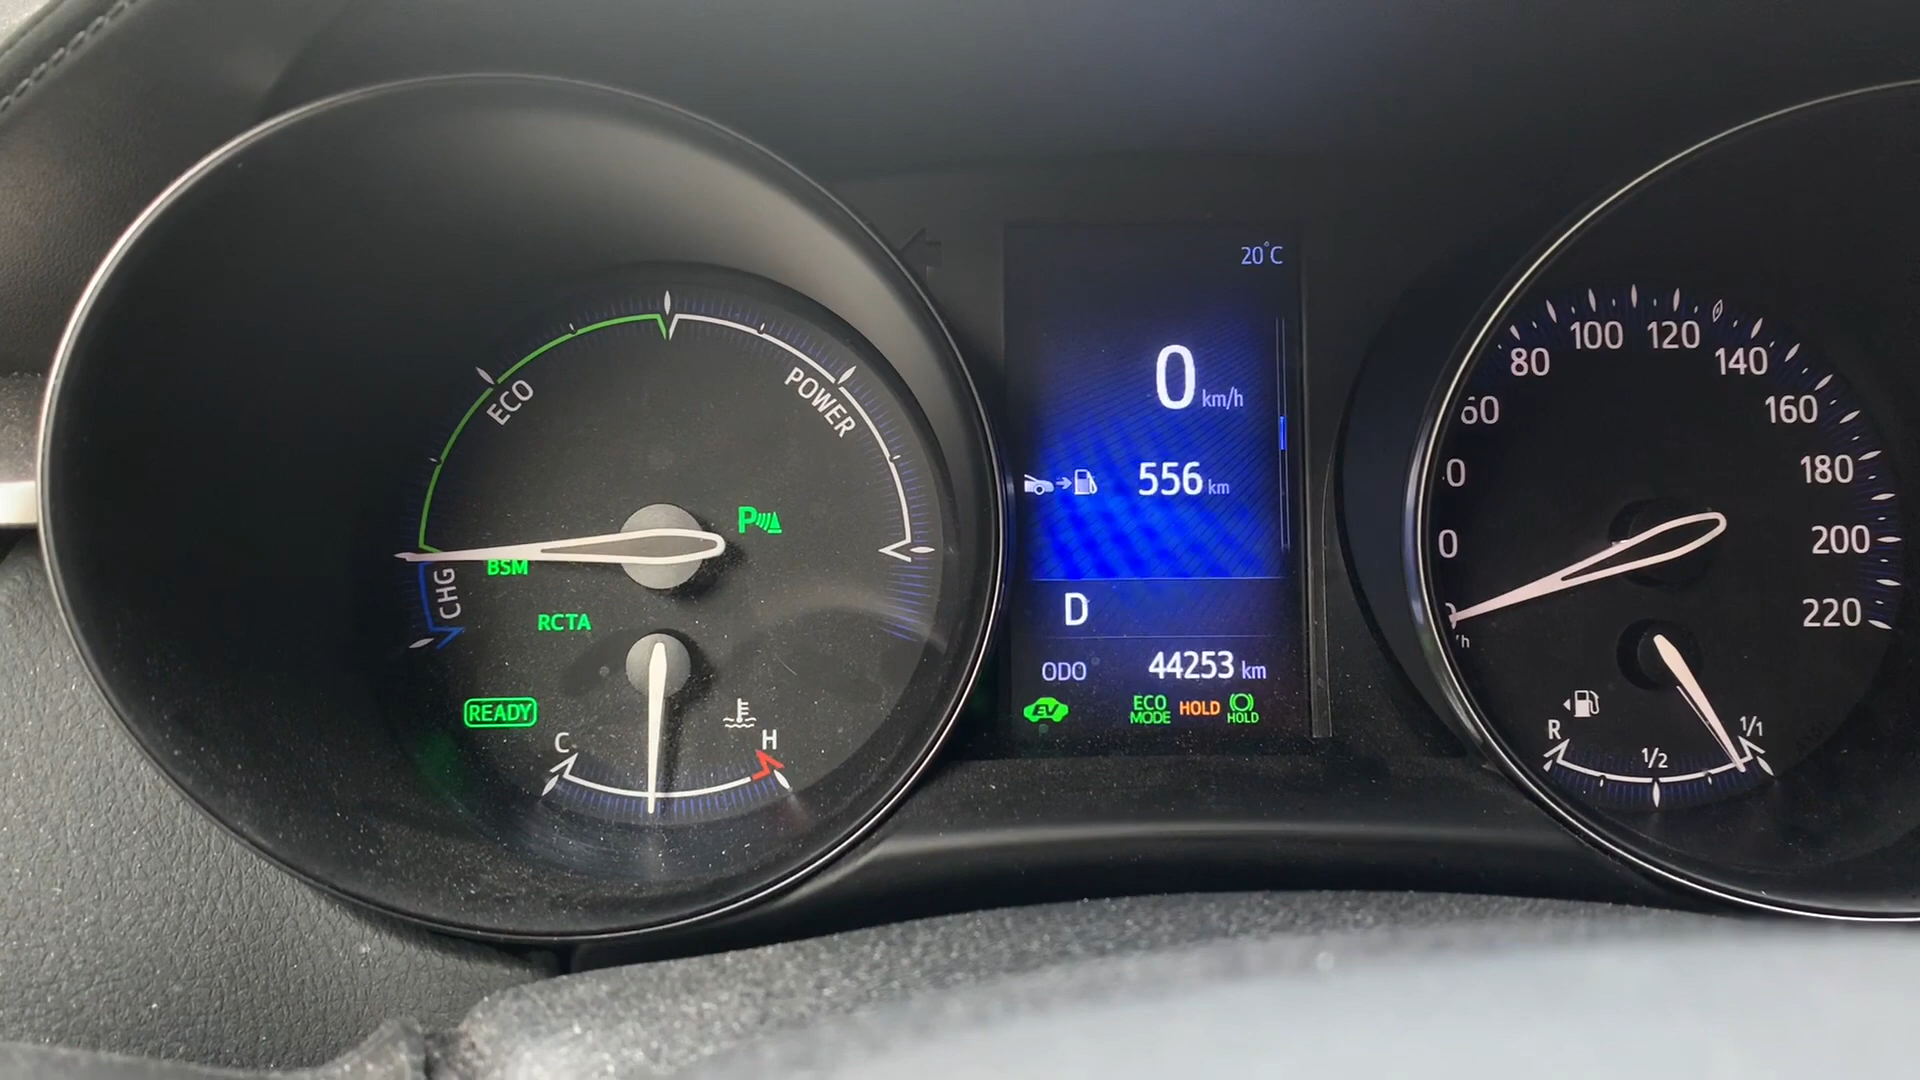 ECO
POWER
CHG
P
BSM
RCTA
READY
C
H
20°C
0 km/h
556 km
D
ODO 44253 km
EV
ECO MODE
HOLD
HOLD
80
100
120
140
160
180
200
220
R
1/2
1/1